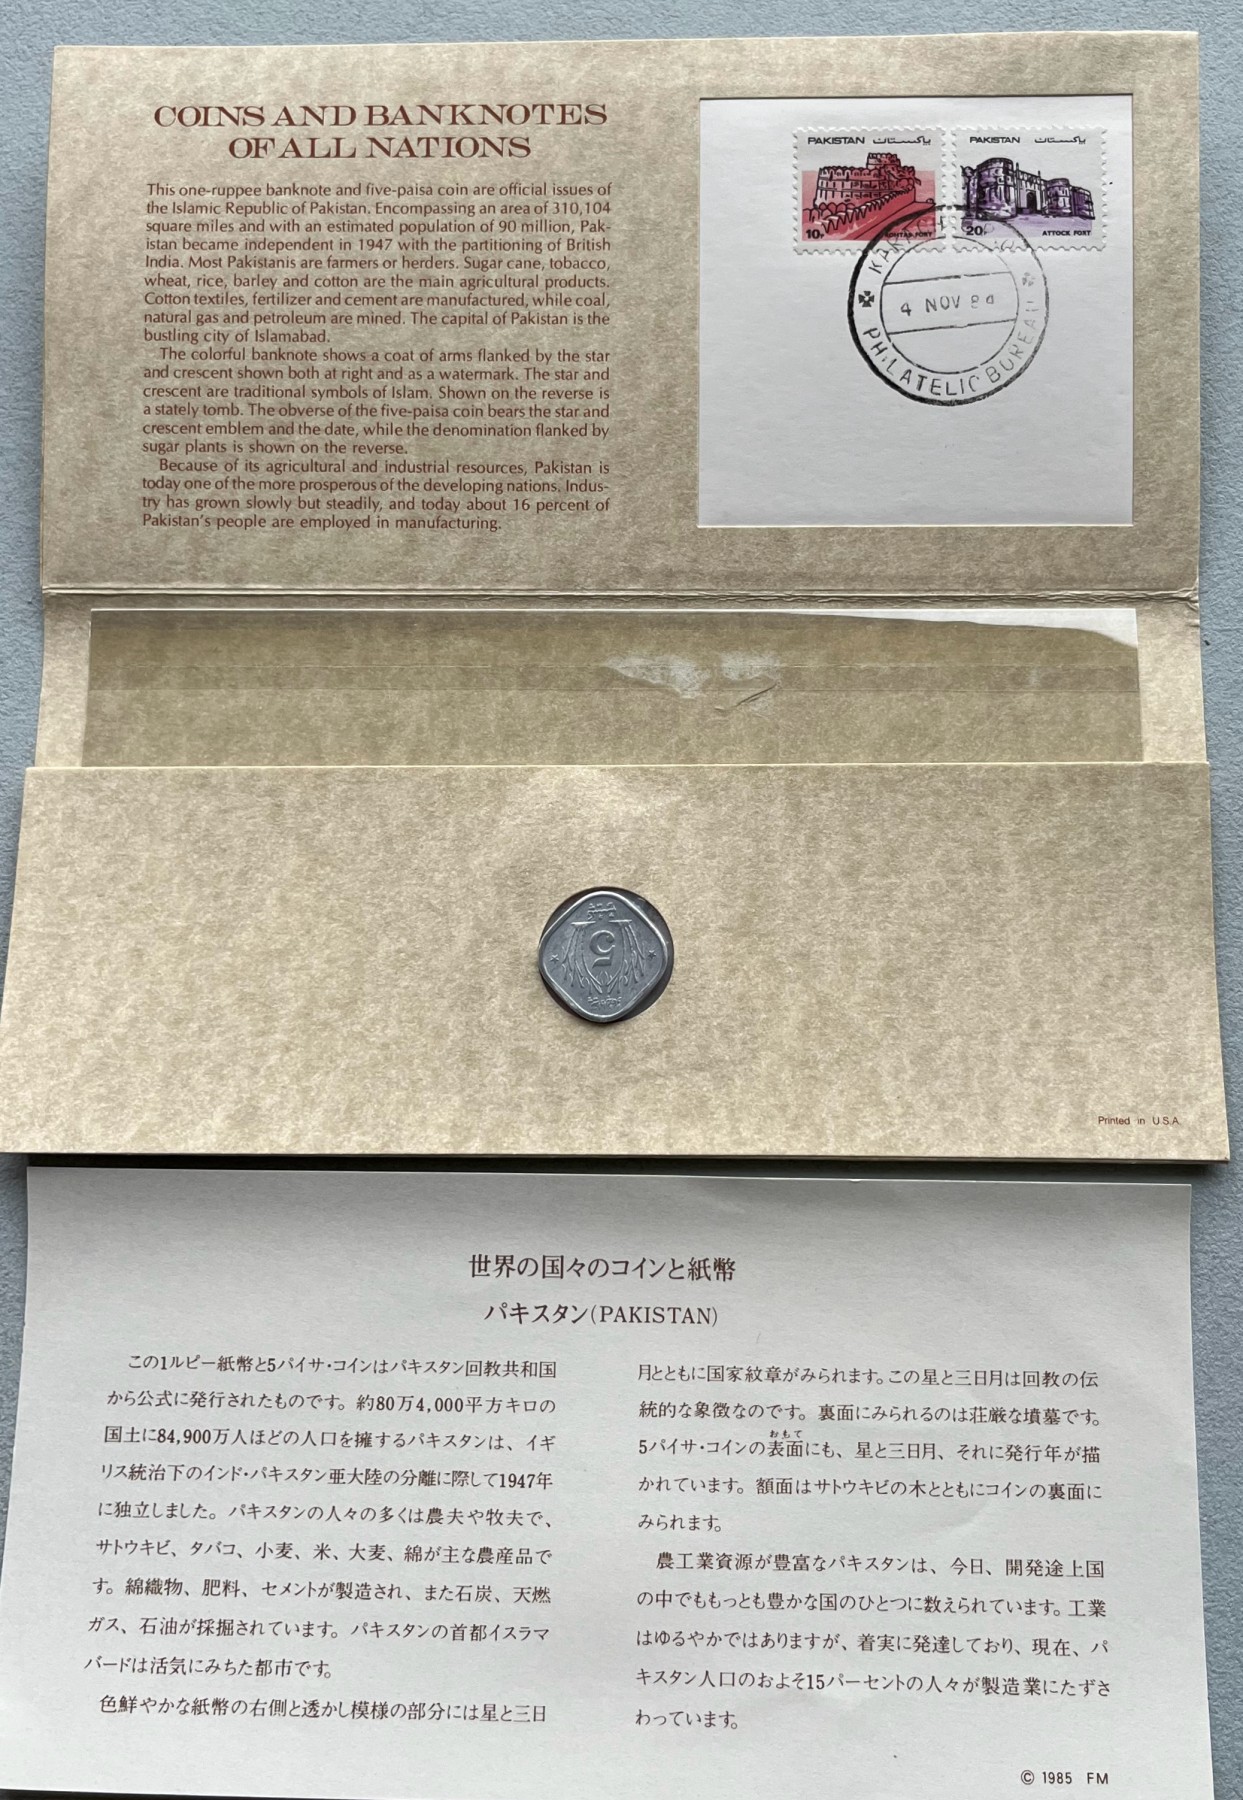 COINS AND BANKNOTES
OF ALL NATIONS
This one-ruppee banknote and five-paisa coin are official issues of
the Islamic Republic of Pakistan. Encompassing an area of 310,104
square miles and with an estimated population of 90 million, Pak-
istan became independent in 1947 with the partitioning of British
India. Most Pakistanis are farmers or herders. Sugar cane, tobacco,
wheat, rice, barley and cotton are the main agricultural products.
Cotton textiles, fertilizer and cement are manufactured, while coal,
natural gas and petroleum are mined. The capital of Pakistan is the
bustling city of Islamabad.
The colorful banknote shows a coat of arms flanked by the star
and crescent shown both at right and as a watermark. The star and
crescent are traditional symbols of Islam. Shown on the reverse is
a stately tomb. The obverse of the five-paisa coin bears the star and
crescent emblem and the date, while the denomination flanked by
sugar plants is shown on the reverse.
Because of its agricultural and industrial resources, Pakistan is
today one of the more prosperous of the developing nations. Indus-
try has grown slowly but steadily, and today about 16 percent of
Pakistan's people are employed in manufacturing.
PAKISTAN پاکستان
10P
PAKISTAN پاکستان
20P ATTOCK FORT
4 NOV 84
PHILATELIC BUREAU
5
Printed in U.S.A.
世界の国々のコインと紙幣
パキスタン(PAKISTAN)
この1ルピー紙幣と5パイサ・コインはパキスタン回教共和国
から公式に発行されたものです。約80万4,000平方キロの
国土に84,900万人ほどの人口を擁するパキスタンは、イギ
リス統治下のインド・パキスタン亜大陸の分離に際して1947年
に独立しました。パキスタンの人々の多くは農夫や牧夫で、
サトウキビ、タバコ、小麦、米、大麦、綿が主な農産品で
す。綿織物、肥料、セメントが製造され、また石炭、天燃
ガス、石油が採掘されています。パキスタンの首都イスラマ
バードは活気にみちた都市です。
色鮮やかな紙幣の右側と透かし模様の部分には星と三日
月とともに国家紋章がみられます。この星と三日月は回教の伝
統的な象徴なのです。裏面にみられるのは荘厳な墳墓です。
おもて
5パイサ・コインの表面にも、星と三日月、それに発行年が描
かれています。額面はサトウキビの木とともにコインの裏面に
みられます。
農工業資源が豊富なパキスタンは、今日、開発途上国
の中でももっとも豊かな国のひとつに数えられています。工業
はゆるやかではありますが、着実に発達しており、現在、パ
キスタン人口のおよそ15パーセントの人々が製造業にたずさ
わっています。
© 1985 FM